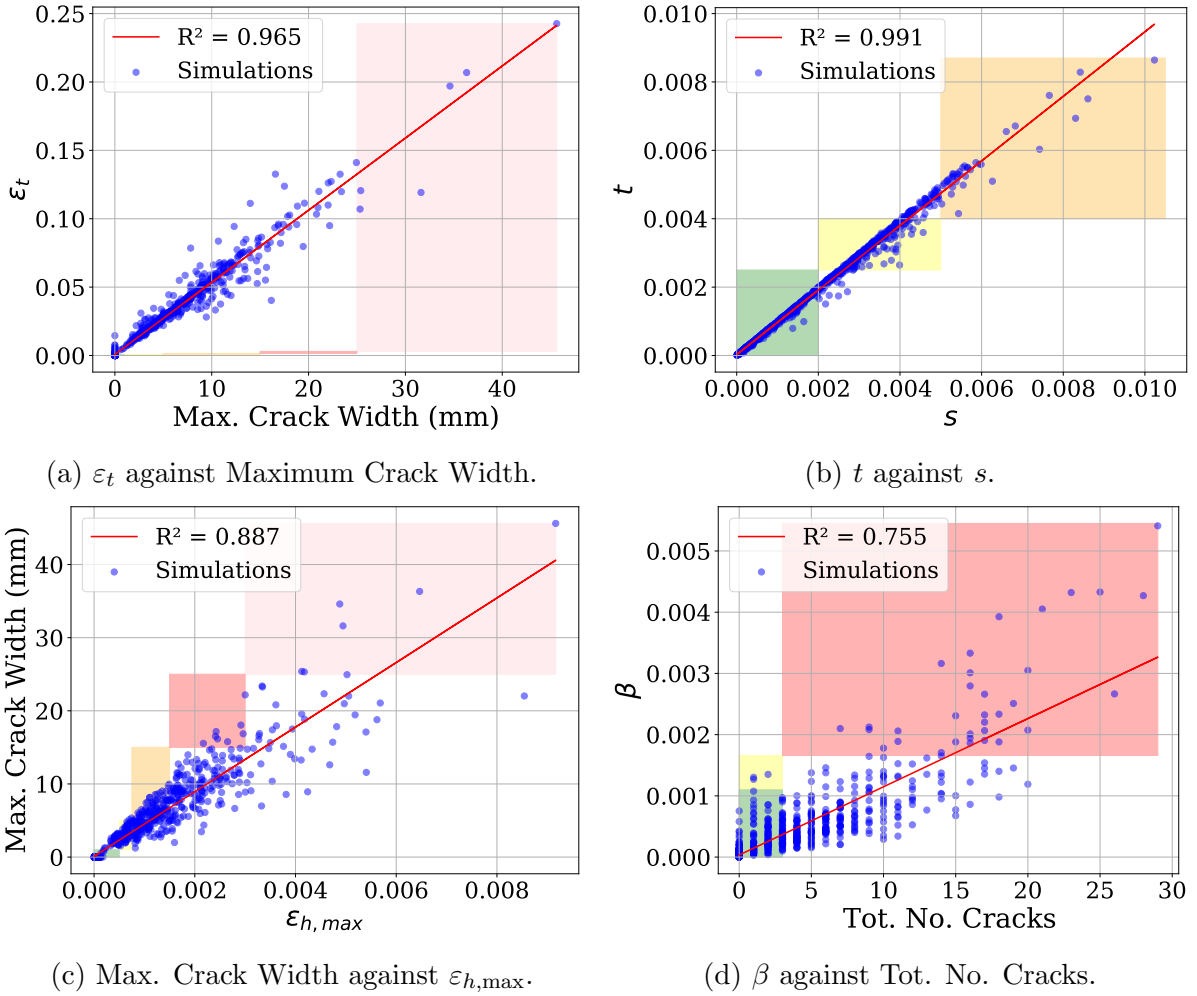 0.25
0.20
0.15
0.10
0.05
0.00
εt
R² = 0.965
Simulations
0 10 20 30 40
Max. Crack Width (mm)
(a) εt against Maximum Crack Width.
0.010
0.008
0.006
0.004
0.002
0.000
t
R² = 0.991
Simulations
0.000 0.002 0.004 0.006 0.008 0.010
s
(b) t against s.
Max. Crack Width (mm)
40
30
20
10
0
R² = 0.887
Simulations
0.000 0.002 0.004 0.006 0.008
εh, max
(c) Max. Crack Width against εh,max.
0.005
0.004
0.003
0.002
0.001
0.000
β
R² = 0.755
Simulations
0 5 10 15 20 25 30
Tot. No. Cracks
(d) β against Tot. No. Cracks.